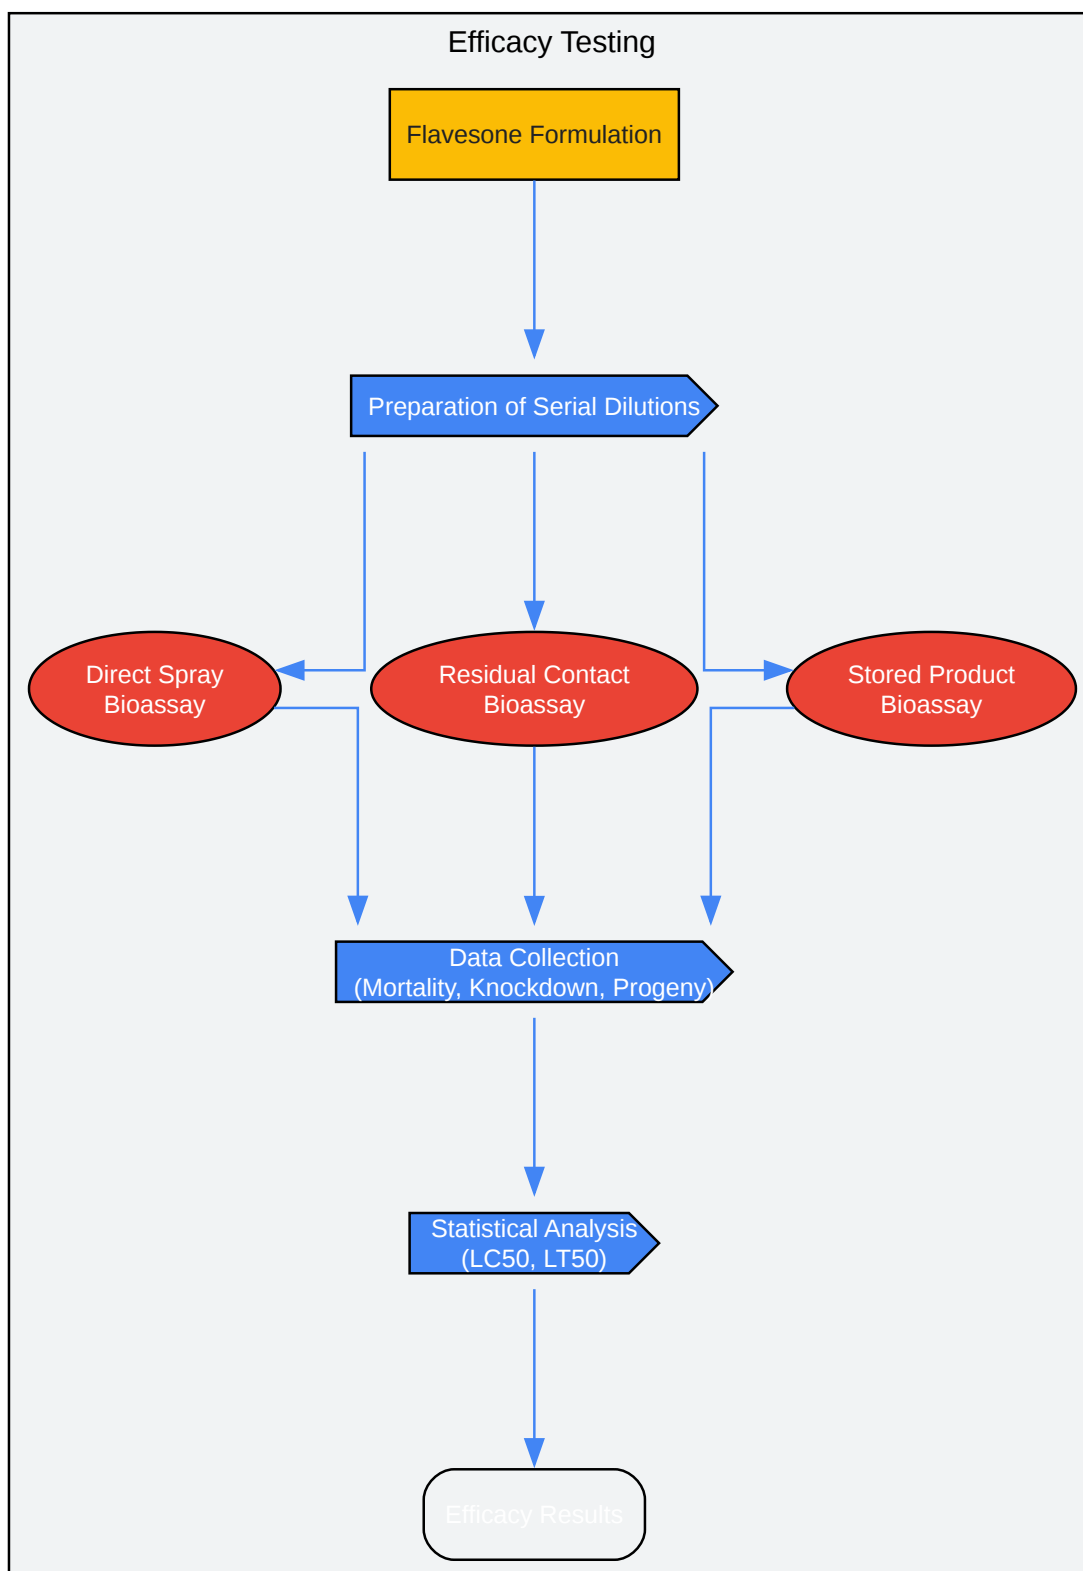 Efficacy Testing
Flavesone Formulation
Preparation of Serial Dilutions
Direct Spray
Bioassay
Residual Contact
Bioassay
Stored Product
Bioassay
Data Collection
(Mortality, Knockdown, Progeny)
Statistical Analysis
(LC50, LT50)
Efficacy Results